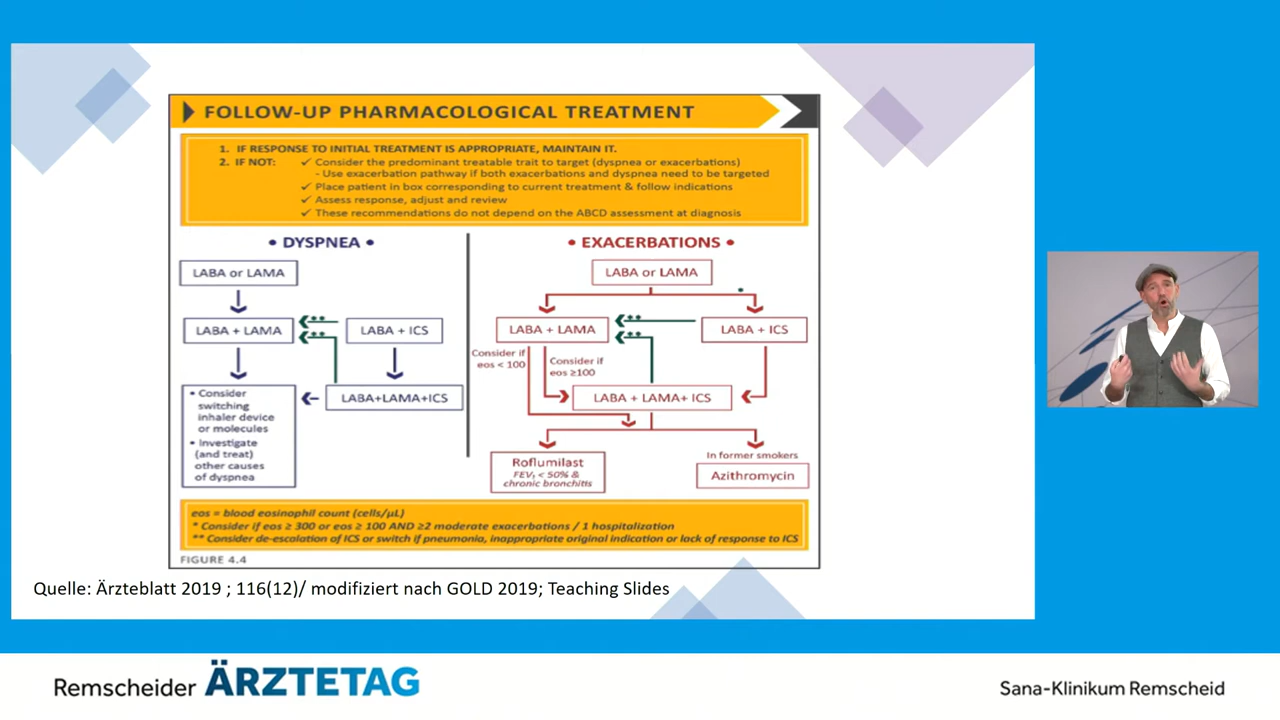 FOLLOW-UP PHARMACOLOGICAL TREATMENT
1. IF RESPONSE TO INITIAL TREATMENT IS APPROPRIATE, MAINTAIN IT.
2. IF NOT: ✓ Consider the predominant treatable trait to target (dyspnea or exacerbations)
- Use exacerbation pathway if both exacerbations and dyspnea need to be targeted
✓ Place patient in box corresponding to current treatment & follow indications
✓ Assess response, adjust and review
✓ These recommendations do not depend on the ABCD assessment at diagnosis
• DYSPNEA •
LABA or LAMA
LABA + LAMA
**
**
LABA + ICS
LABA+LAMA+ICS
• Consider
switching
inhaler device
or molecules
• Investigate
(and treat)
other causes
of dyspnea
• EXACERBATIONS •
LABA or LAMA
*
LABA + LAMA
**
**
LABA + ICS
Consider if
eos < 100
Consider if
eos ≥100
LABA + LAMA+ ICS
Roflumilast
FEV₁ < 50% &
chronic bronchitis
In former smokers
Azithromycin
eos = blood eosinophil count (cells/µL)
* Consider if eos ≥ 300 or eos ≥ 100 AND ≥2 moderate exacerbations / 1 hospitalization
** Consider de-escalation of ICS or switch if pneumonia, inappropriate original indication or lack of response to ICS
FIGURE 4.4
Quelle: Ärzteblatt 2019 ; 116(12)/ modifiziert nach GOLD 2019; Teaching Slides
Remscheider ÄRZTETAG
Sana-Klinikum Remscheid